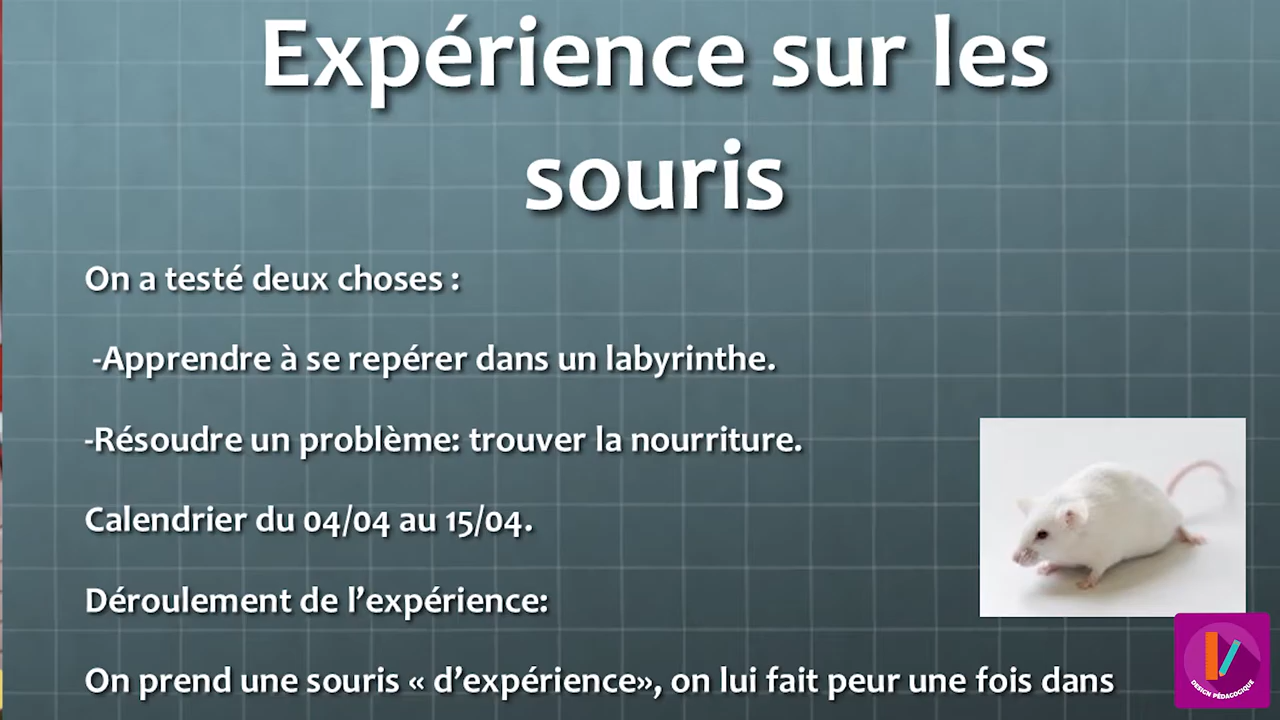 Expérience sur les
souris
On a testé deux choses :
-Apprendre à se repérer dans un labyrinthe.
-Résoudre un problème: trouver la nourriture.
Calendrier du 04/04 au 15/04.
Déroulement de l’expérience:
On prend une souris « d’expérience», on lui fait peur une fois dans
DESIGN PÉDAGOGIQUE